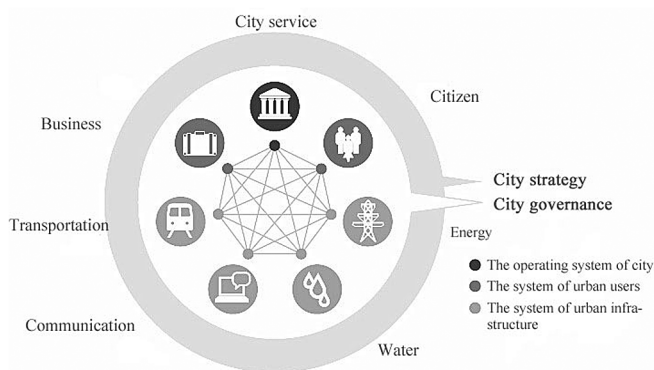 City service
Citizen
Business
City strategy
City governance
Transportation
Energy
The operating system of city
The system of urban users
The system of urban infra-
structure
Communication
Water